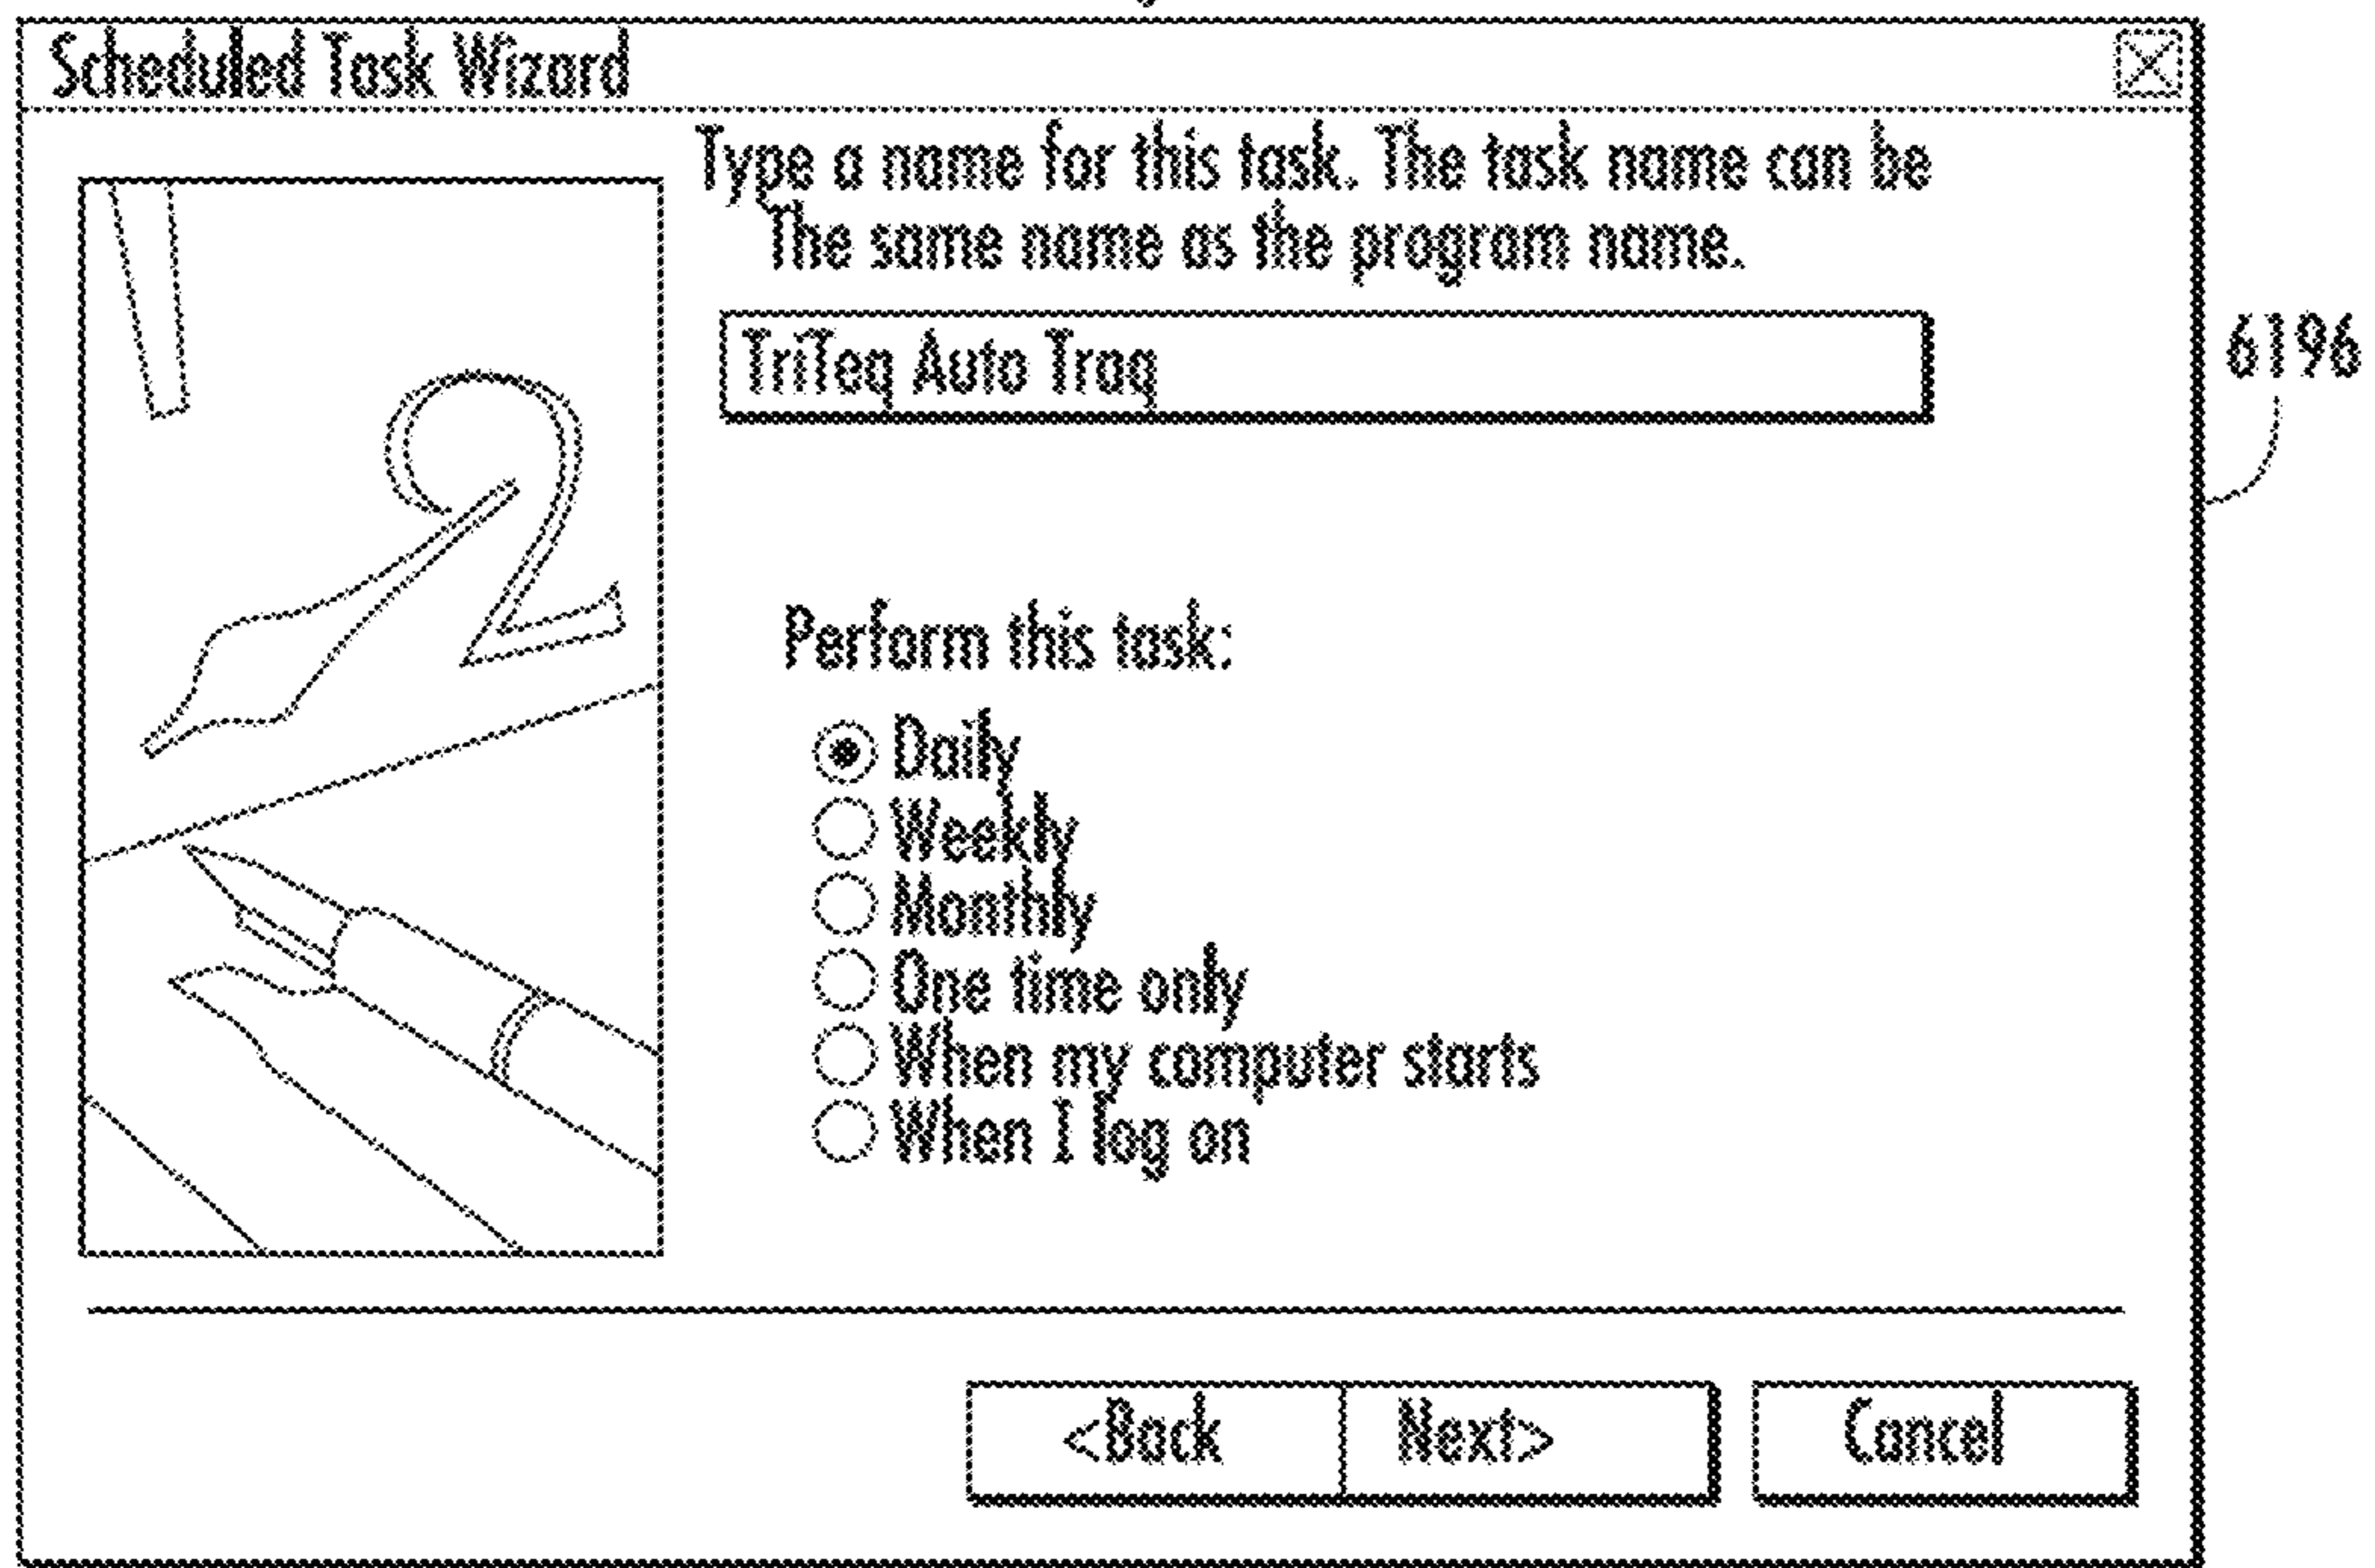 Scheduled Task Wizard
Type a name for this task. The task name can be
The same name as the program name.
TriTeq Auto Traq
6196
2
Perform this task:
Daily
Weekly
Monthly
One time only
When my computer starts
When I log on
<Back Next> Cancel